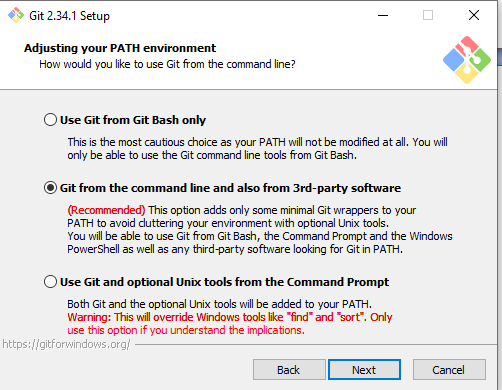 Git 2.34.1 Setup
Adjusting your PATH environment
How would you like to use Git from the command line?
Use Git from Git Bash only
This is the most cautious choice as your PATH will not be modified at all. You will
only be able to use the Git command line tools from Git Bash.
Git from the command line and also from 3rd-party software
(Recommended) This option adds only some minimal Git wrappers to your
PATH to avoid cluttering your environment with optional Unix tools.
You will be able to use Git from Git Bash, the Command Prompt and the Windows
PowerShell as well as any third-party software looking for Git in PATH.
Use Git and optional Unix tools from the Command Prompt
Both Git and the optional Unix tools will be added to your PATH.
Warning: This will override Windows tools like "find" and "sort". Only
use this option if you understand the implications.
https://gitforwindows.org/
Back
Next
Cancel